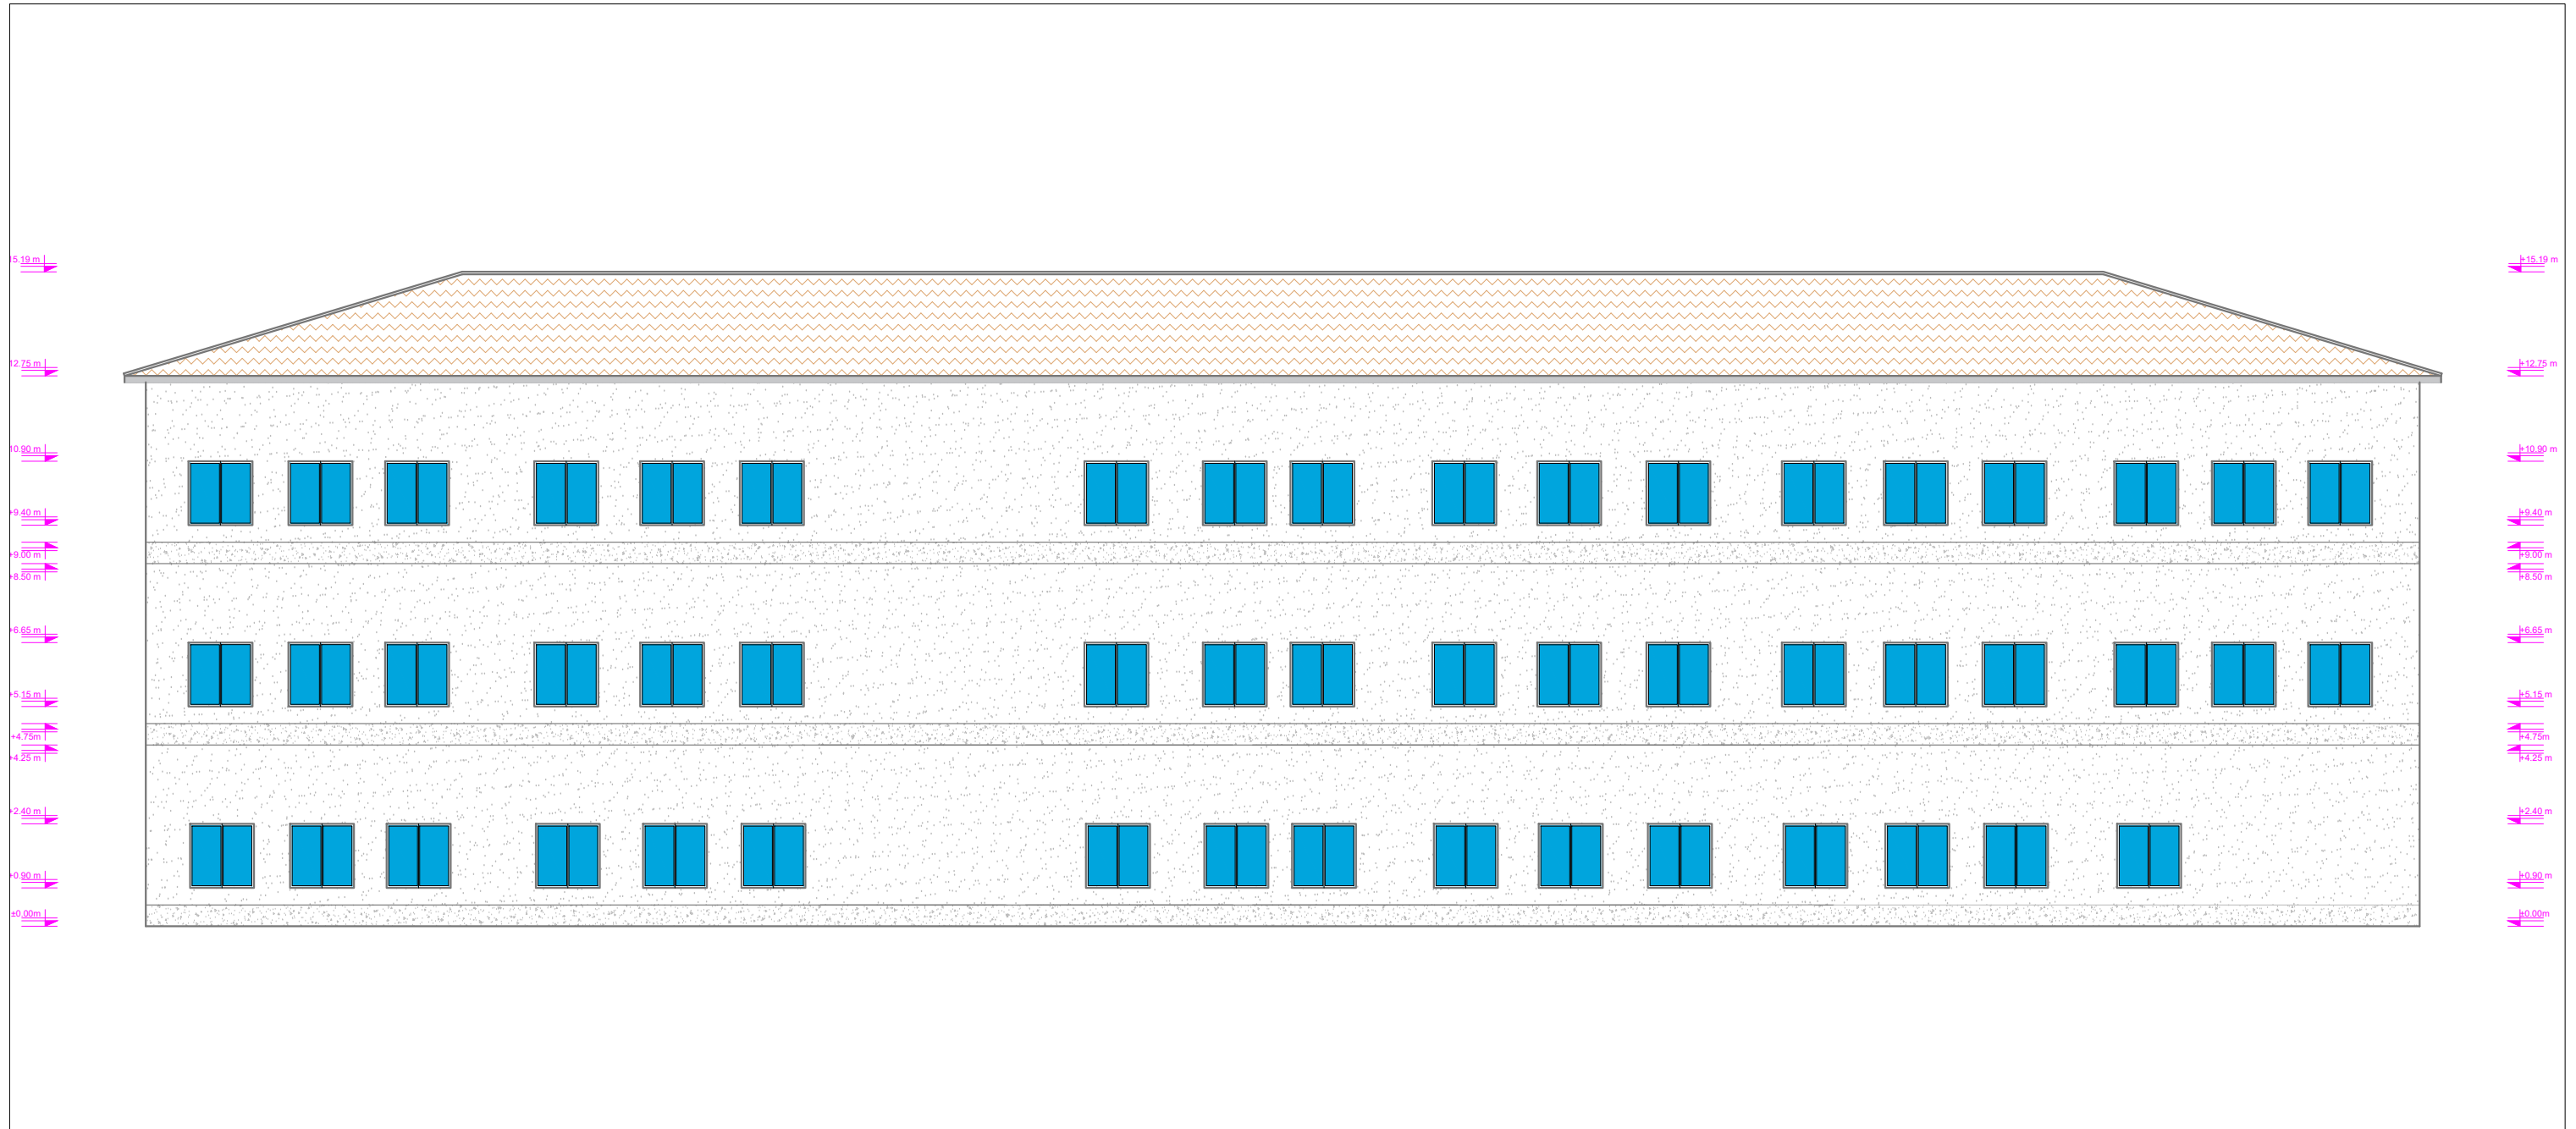 15.19 m
+15.19 m
12.75 m
+12.75 m
10.90 m
+10.90 m
+9.40 m
+9.40 m
+9.00 m
+9.00 m
+8.50 m
+8.50 m
+6.65 m
+6.65 m
+5.15 m
+5.15 m
+4.75m
+4.75m
+4.25 m
+4.25 m
+2.40 m
+2.40 m
+0.90 m
+0.90 m
±0.00m
±0.00m